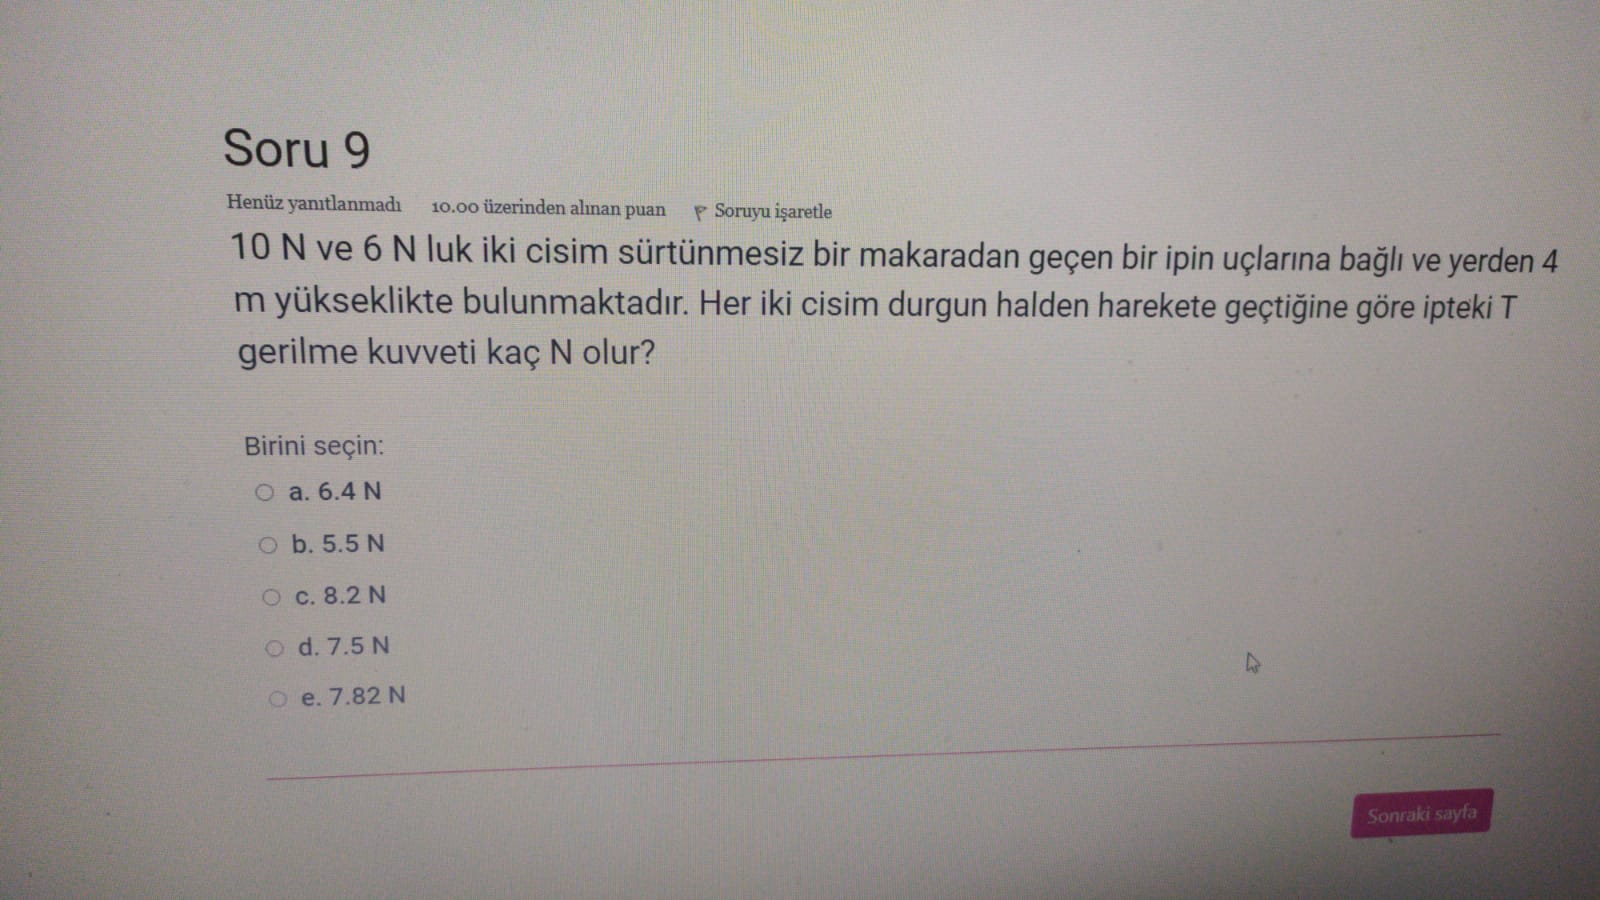 Soru 9
Henüz yanıtlanmadı 10.00 üzerinden alınan puan Soruyu işaretle
10 N ve 6 N luk iki cisim sürtünmesiz bir makaradan geçen bir ipin uçlarına bağlı ve yerden 4
m yükseklikte bulunmaktadır. Her iki cisim durgun halden harekete geçtiğine göre ipteki T
gerilme kuvveti kaç N olur?
Birini seçin:
a. 6.4 N
b. 5.5 N
c. 8.2 N
d. 7.5 N
e. 7.82 N
Sonraki sayfa